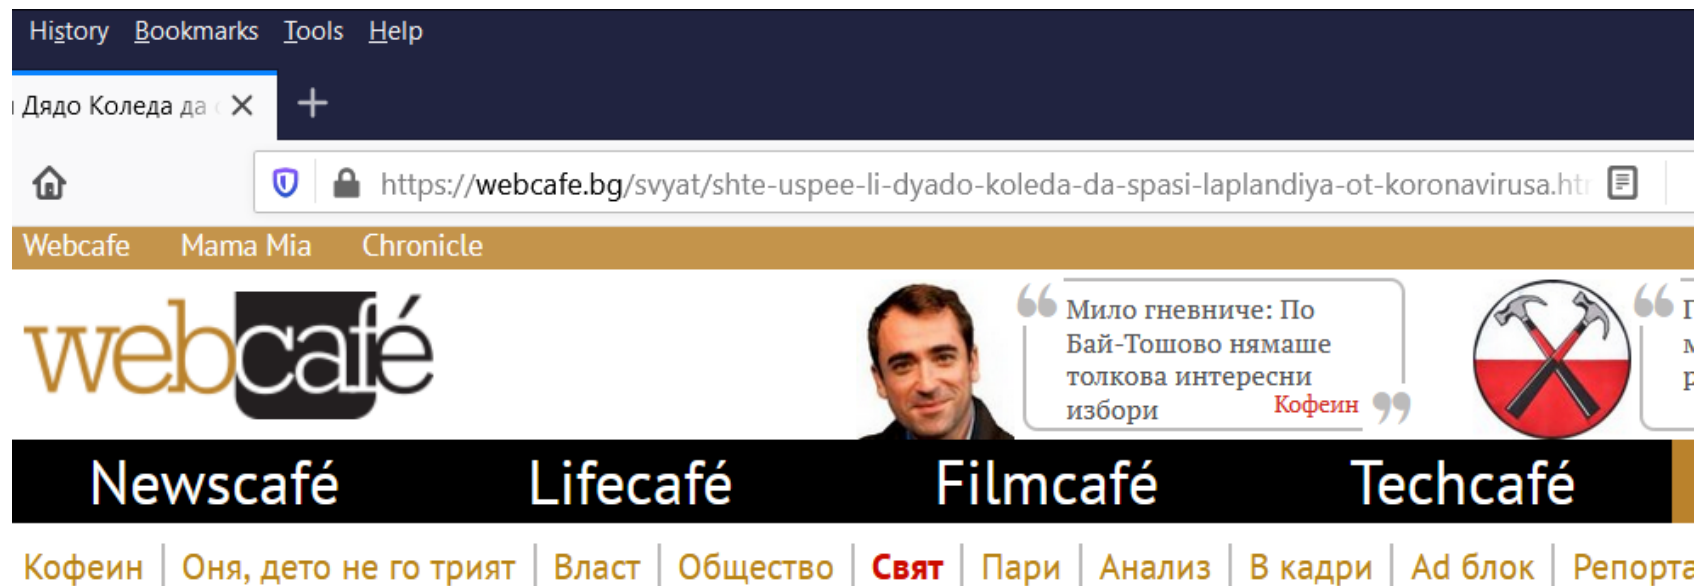 History Bookmarks Tools Help
Дядо Коледа да
https://webcafe.bg/svyat/shte-uspee-li-dyado-koleda-da-spasi-laplandiya-ot-koronavirusa.ht
Webcafe Mama Mia Chronicle
webcafé
Мило гневниче: По
Бай-Тошово нямаше
толкова интересни
избори
Кофеин
Newscafé Lifecafé Filmcafé Techcafé
Кофеин Оня, дето не го трият Власт Общество Свят Пари Анализ В кадри Ad блок Репорта